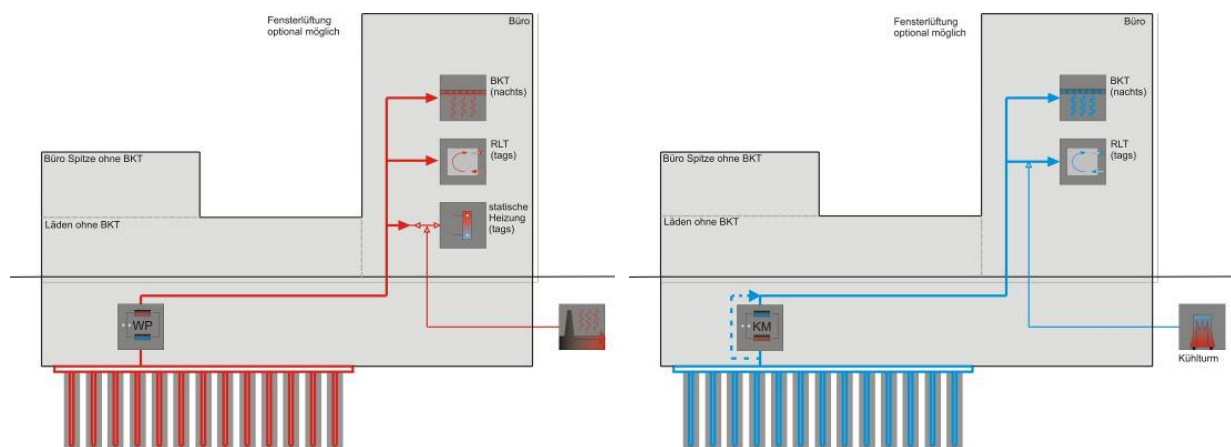 Fensterlüftung
optional möglich
Büro
BKT
(nachts)
RLT
(tags)
statische
Heizung
(tags)
Büro Spitze ohne BKT
Läden ohne BKT
WP
Fensterlüftung
optional möglich
Büro
BKT
(nachts)
RLT
(tags)
Büro Spitze ohne BKT
Läden ohne BKT
KM
Kühlturm